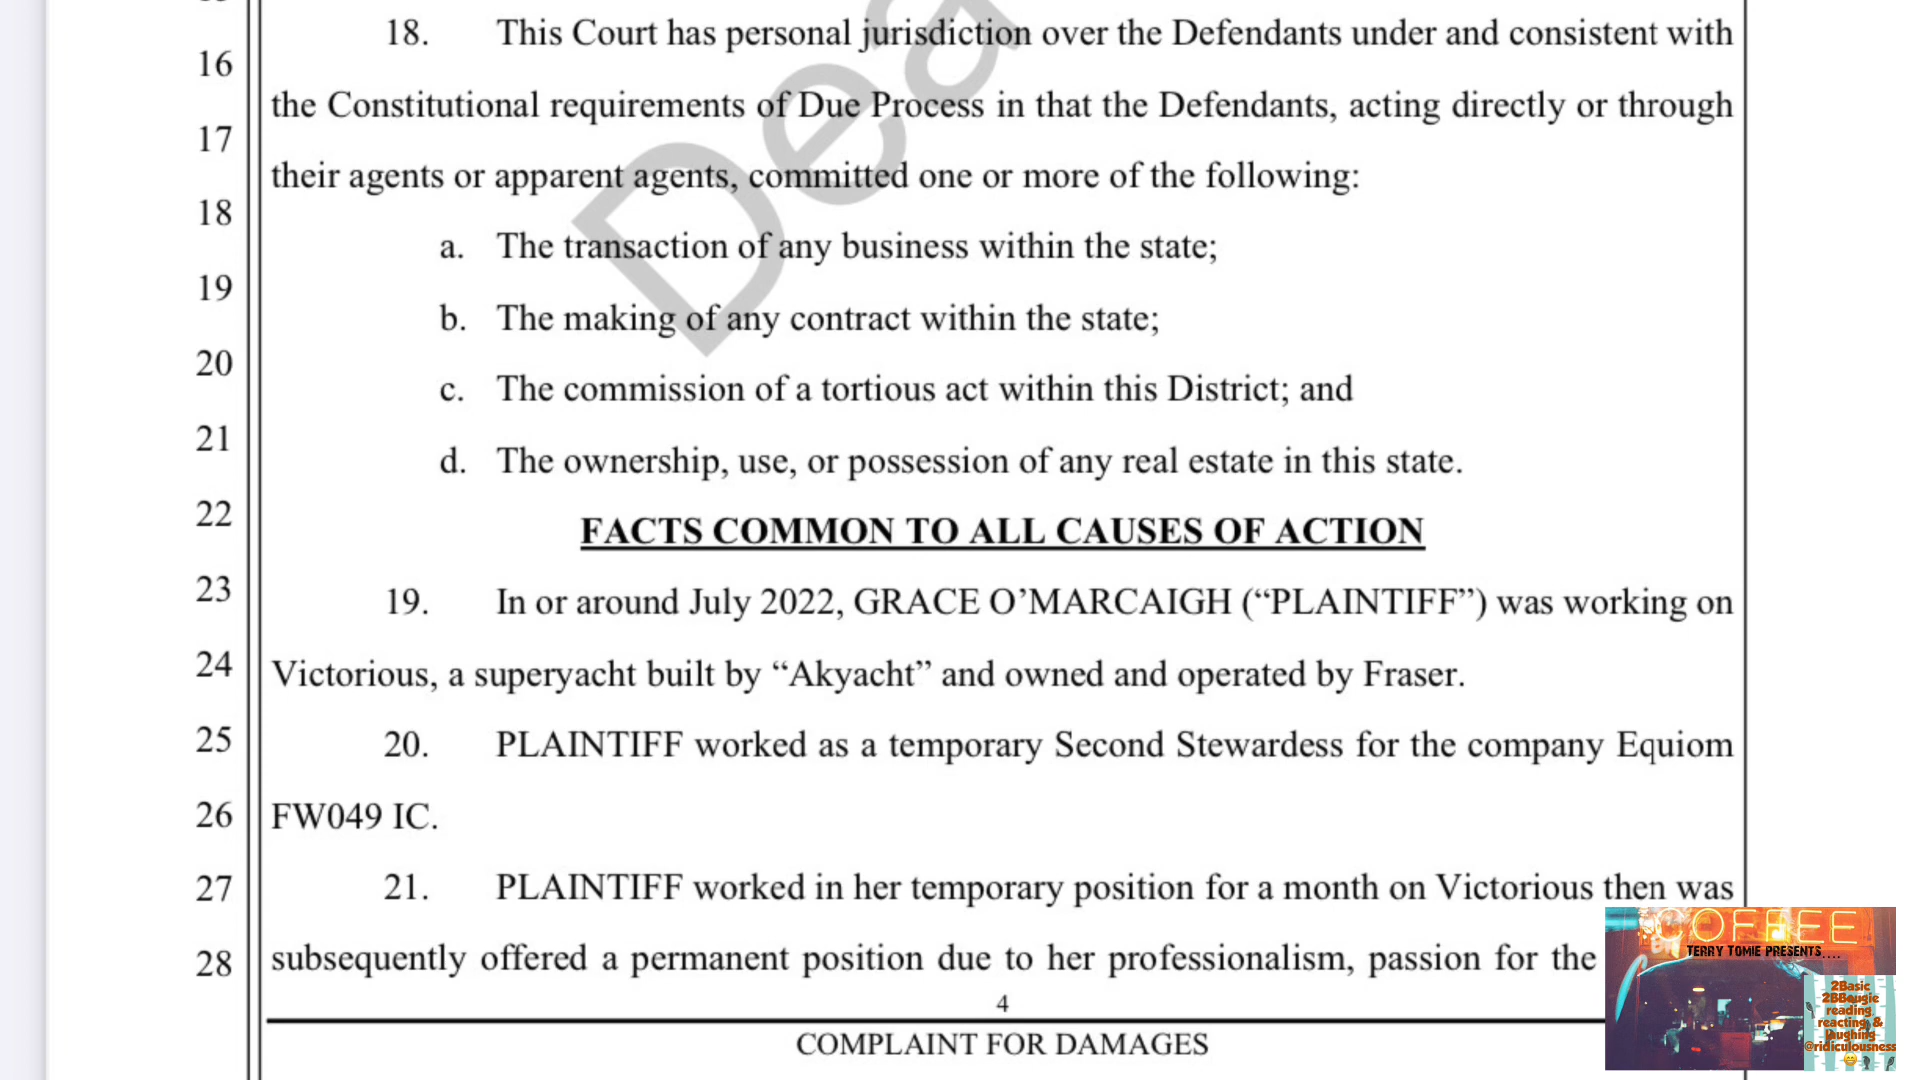 18. This Court has personal jurisdiction over the Defendants under and consistent with
16
the Constitutional requirements of Due Process in that the Defendants, acting directly or through
17
their agents or apparent agents, committed one or more of the following:
18
a. The transaction of any business within the state;
19
b. The making of any contract within the state;
20
c. The commission of a tortious act within this District; and
21
d. The ownership, use, or possession of any real estate in this state.
22
FACTS COMMON TO ALL CAUSES OF ACTION
23
19. In or around July 2022, GRACE O’MARCAIGH (“PLAINTIFF”) was working on
24
Victorious, a superyacht built by “Akyacht” and owned and operated by Fraser.
25
20. PLAINTIFF worked as a temporary Second Stewardess for the company Equiom
26
FW049 IC.
27
21. PLAINTIFF worked in her temporary position for a month on Victorious then was
28
subsequently offered a permanent position due to her professionalism, passion for the
4
COMPLAINT FOR DAMAGES
Dea
COFFEE
TERRY TOMIE PRESENTS....
2Basic
2BBougie
reading
reacting, &
laughing
@ridiculousness